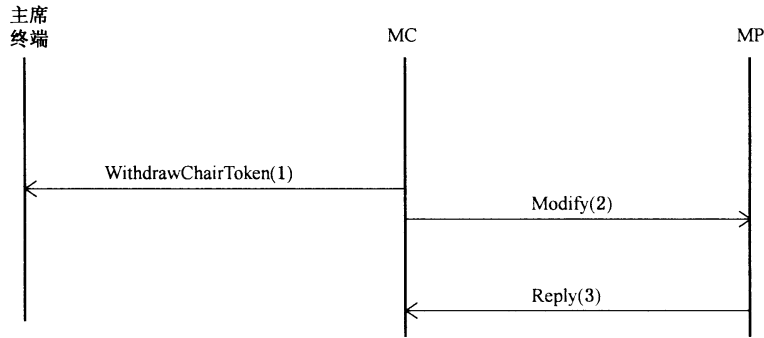 主席
终端
MC
MP
WithdrawChairToken(1)
Modify(2)
Reply(3)